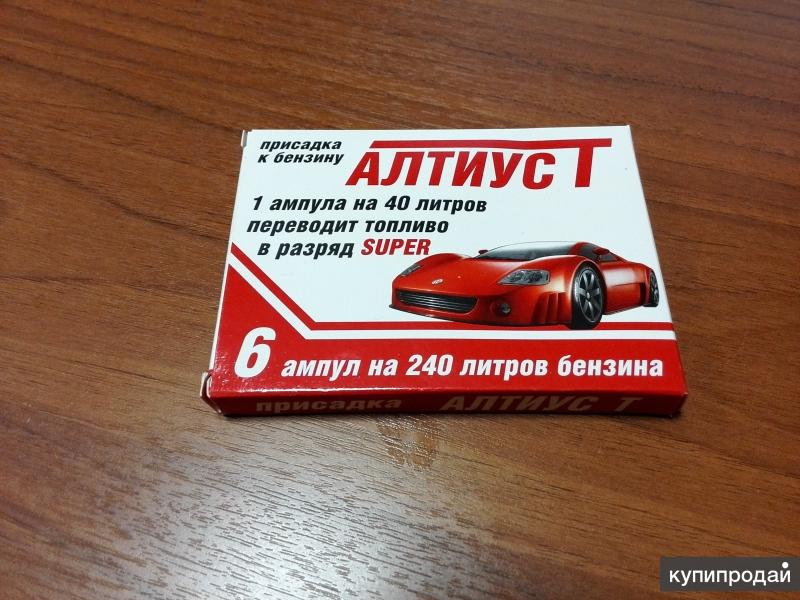 присадка
к бензину
АЛТИУС Т
1 ампула на 40 литров
переводит топливо
в разряд SUPER
6 ампул на 240 литров бензина
присадка АЛТИУС Т
купипродай